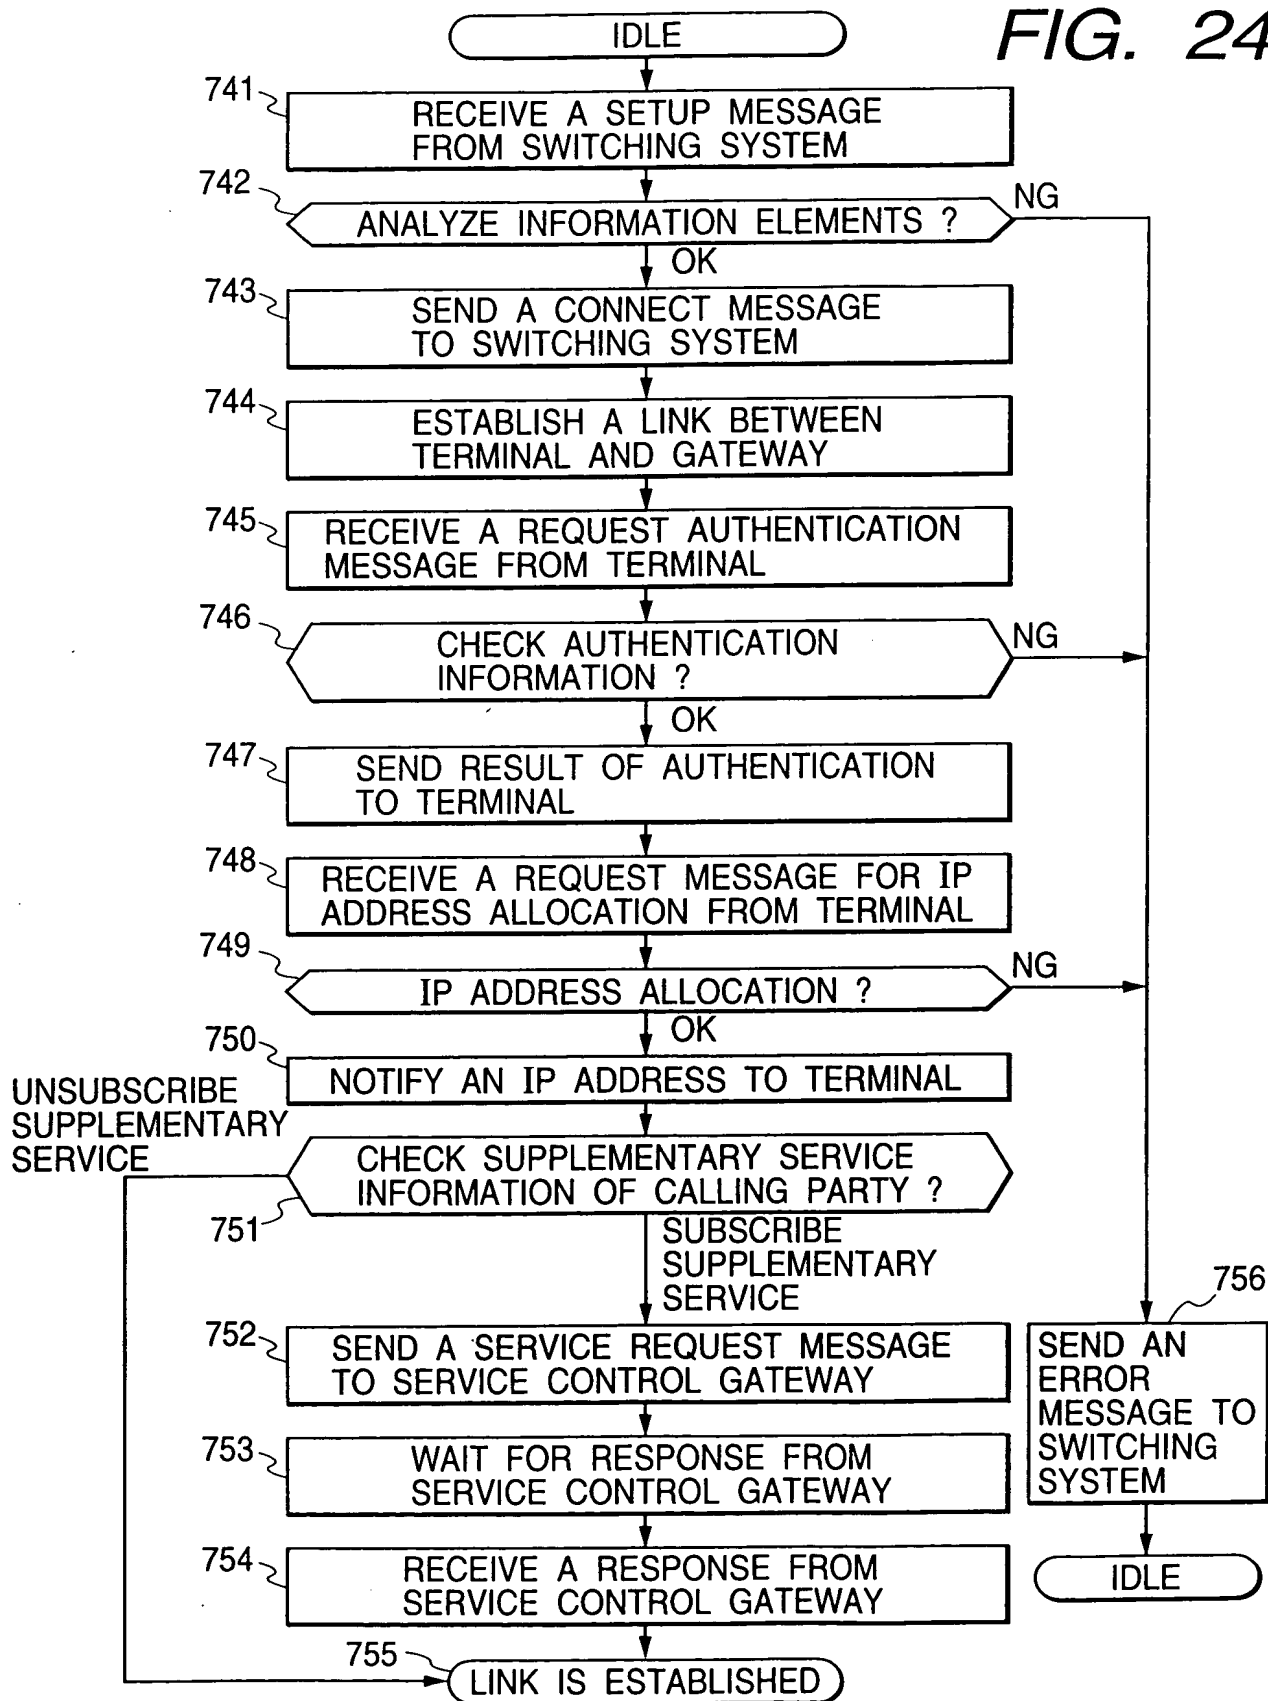 FIG. 24
IDLE
741
RECEIVE A SETUP MESSAGE
FROM SWITCHING SYSTEM
742
ANALYZE INFORMATION ELEMENTS ?
NG
OK
743
SEND A CONNECT MESSAGE
TO SWITCHING SYSTEM
744
ESTABLISH A LINK BETWEEN
TERMINAL AND GATEWAY
745
RECEIVE A REQUEST AUTHENTICATION
MESSAGE FROM TERMINAL
746
CHECK AUTHENTICATION
INFORMATION ?
NG
OK
747
SEND RESULT OF AUTHENTICATION
TO TERMINAL
748
RECEIVE A REQUEST MESSAGE FOR IP
ADDRESS ALLOCATION FROM TERMINAL
749
IP ADDRESS ALLOCATION ?
NG
OK
750
NOTIFY AN IP ADDRESS TO TERMINAL
UNSUBSCRIBE
SUPPLEMENTARY
SERVICE
CHECK SUPPLEMENTARY SERVICE
INFORMATION OF CALLING PARTY ?
751
SUBSCRIBE
SUPPLEMENTARY
SERVICE
752
SEND A SERVICE REQUEST MESSAGE
TO SERVICE CONTROL GATEWAY
753
WAIT FOR RESPONSE FROM
SERVICE CONTROL GATEWAY
754
RECEIVE A RESPONSE FROM
SERVICE CONTROL GATEWAY
755
LINK IS ESTABLISHED
756
SEND AN
ERROR
MESSAGE TO
SWITCHING
SYSTEM
IDLE